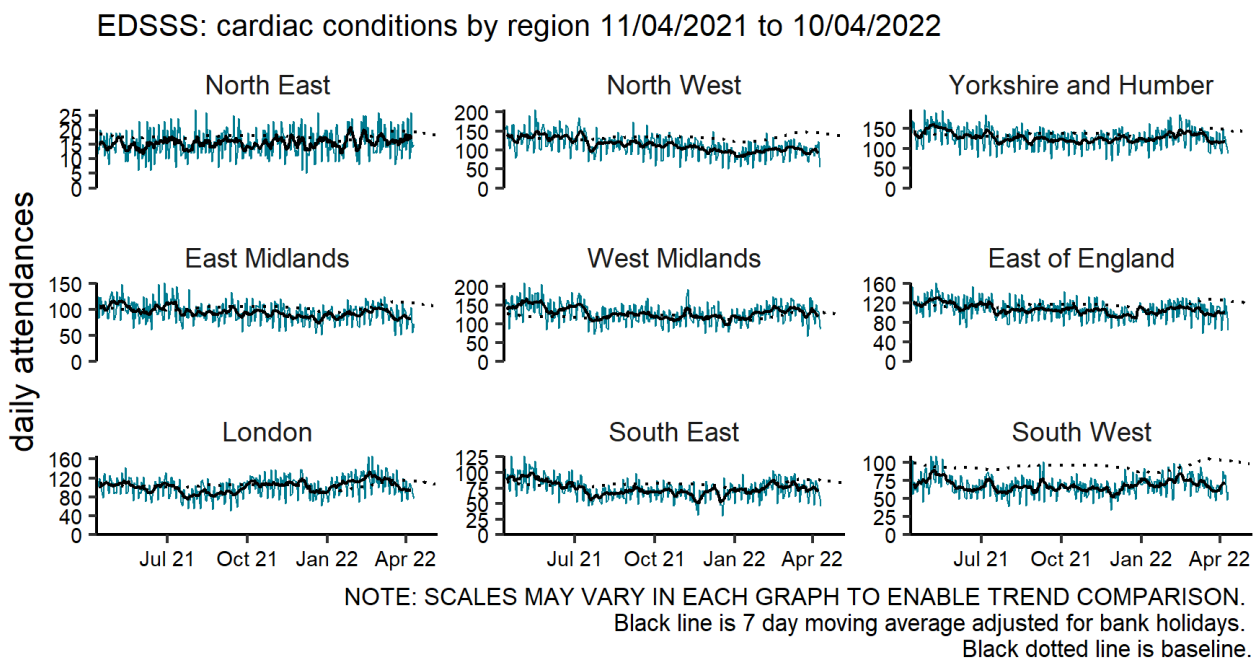 EDSSS: cardiac conditions by region 11/04/2021 to 10/04/2022
daily attendances
North East
25
20
15
10
5
0
North West
200
150
100
50
0
Yorkshire and Humber
150
100
50
0
East Midlands
150
100
50
0
West Midlands
200
150
100
50
0
East of England
160
120
80
40
0
London
160
120
80
40
0
Jul 21 Oct 21 Jan 22 Apr 22
South East
125
100
75
50
25
0
Jul 21 Oct 21 Jan 22 Apr 22
South West
100
75
50
25
0
Jul 21 Oct 21 Jan 22 Apr 22
NOTE: SCALES MAY VARY IN EACH GRAPH TO ENABLE TREND COMPARISON.
Black line is 7 day moving average adjusted for bank holidays.
Black dotted line is baseline.